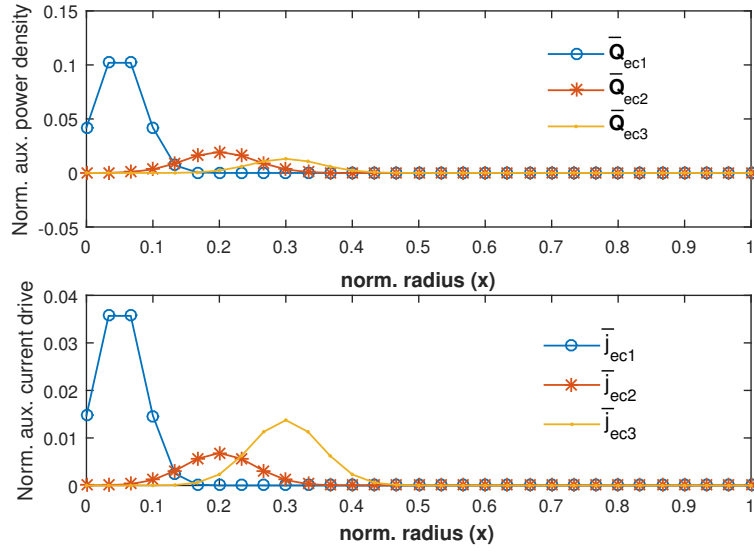 Norm. aux. power density
0.15
0.1
0.05
0
-0.05
Q̅ec1
Q̅ec2
Q̅ec3
0 0.1 0.2 0.3 0.4 0.5 0.6 0.7 0.8 0.9 1
norm. radius (x)
Norm. aux. current drive
0.04
0.03
0.02
0.01
0
j̅ec1
j̅ec2
j̅ec3
0 0.1 0.2 0.3 0.4 0.5 0.6 0.7 0.8 0.9 1
norm. radius (x)